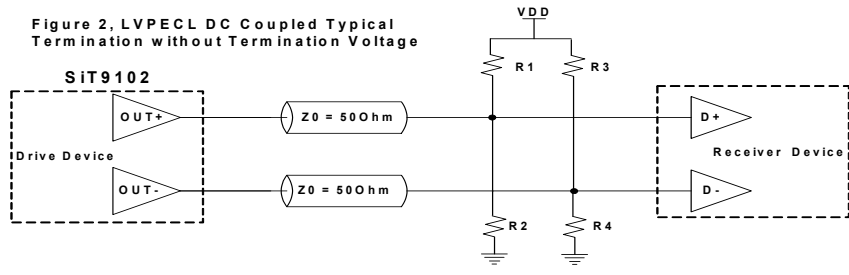 Figure 2, LVPECL DC Coupled Typical
Termination without Termination Voltage
VDD
R1
R3
SiT9102
OUT+
Z0 = 50Ohm
D+
Drive Device
Receiver Device
OUT-
Z0 = 50Ohm
D-
R2
R4